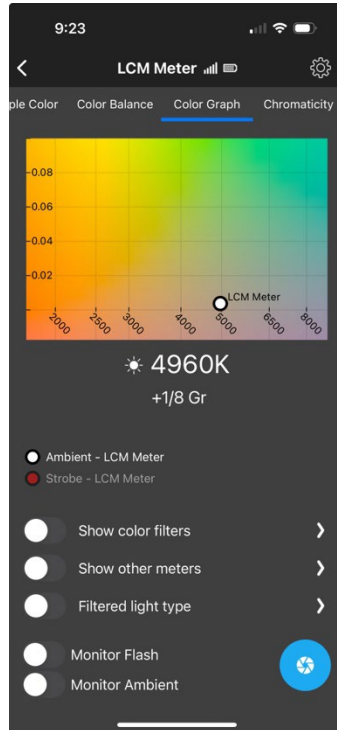 9:23
LCM Meter
ple Color Color Balance Color Graph Chromaticity
-0.08
-0.06
-0.04
-0.02
LCM Meter
2000 2500 3000 4000 5000 6500 8000
4960K
+1/8 Gr
Ambient - LCM Meter
Strobe - LCM Meter
Show color filters
Show other meters
Filtered light type
Monitor Flash
Monitor Ambient